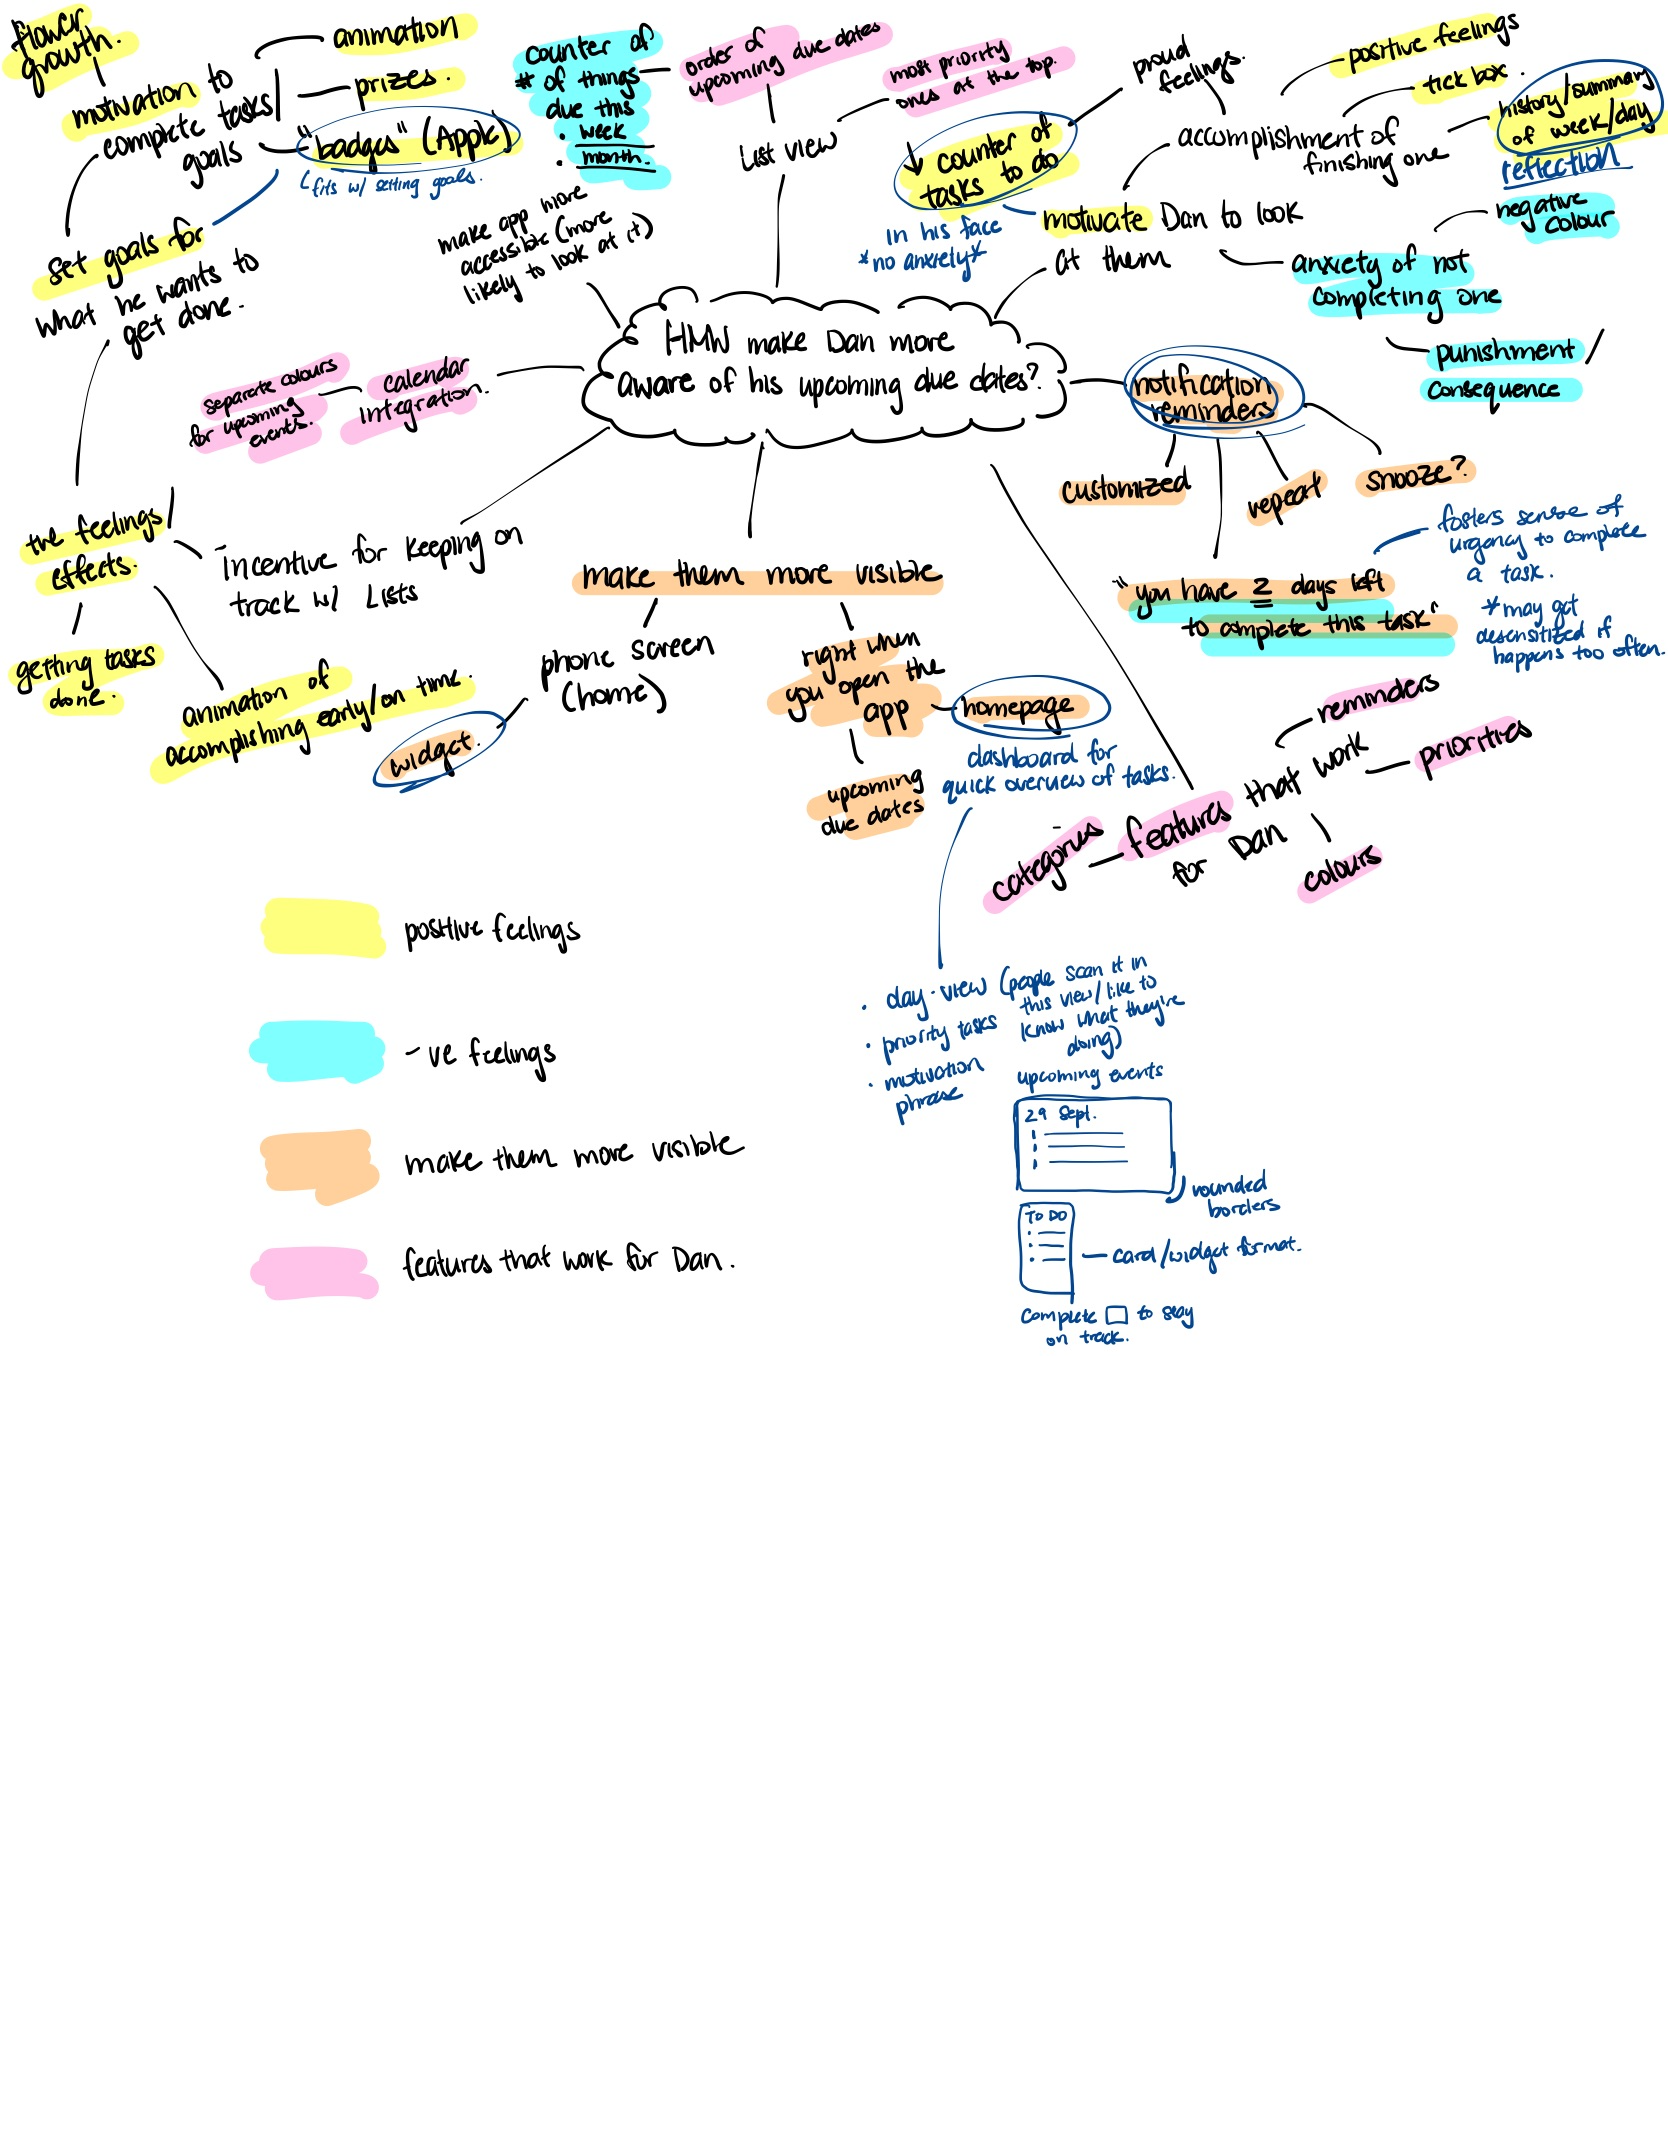 flower
growth.
motivation to
complete tasks/
goals
animation
prizes.
"badges" (Apple)
(fits w/ setting goals.
set goals for
what he wants to
get done.
counter of
# of things
due this
• week
• month.
order of
upcoming due dates
most priority
ones at the top.
List view
make app more
accessible (more
likely to look at it)
↓ counter of
tasks to do
in his face
*no anxiety*
proud
feelings.
positive feelings
tick box.
history/summary
of week/day
reflection
accomplishment of
finishing one
motivate Dan to look
at them
negative
colour
anxiety of not
completing one
punishment/
consequence
HMW make Dan more
aware of his upcoming due dates?
separate colours
for upcoming
events.
calendar
integration.
notification
reminders
customized
repeat
snooze?
"you have 2 days left
to complete this task"
fosters sense of
urgency to complete
a task.
*may get
desensitized if
happens too often.
the feelings/
effects.
incentive for keeping on
track w/ Lists
getting tasks
done.
animation of
accomplishing early/on time.
make them more visible
phone screen
(home)
widget.
right when
you open the
app
homepage
upcoming
due dates
dashboard for
quick overview of tasks.
reminders
priorities
categories
features that work
for Dan
colours
positive feelings
-ve feelings
make them more visible
features that work for Dan.
• day-view (people scan it in
this view/like to
know what they're
doing)
• priority tasks
• motivation
phrase
upcoming events
29 Sept.
rounded
borders
TO DO
card/widget format.
complete □ to stay
on track.